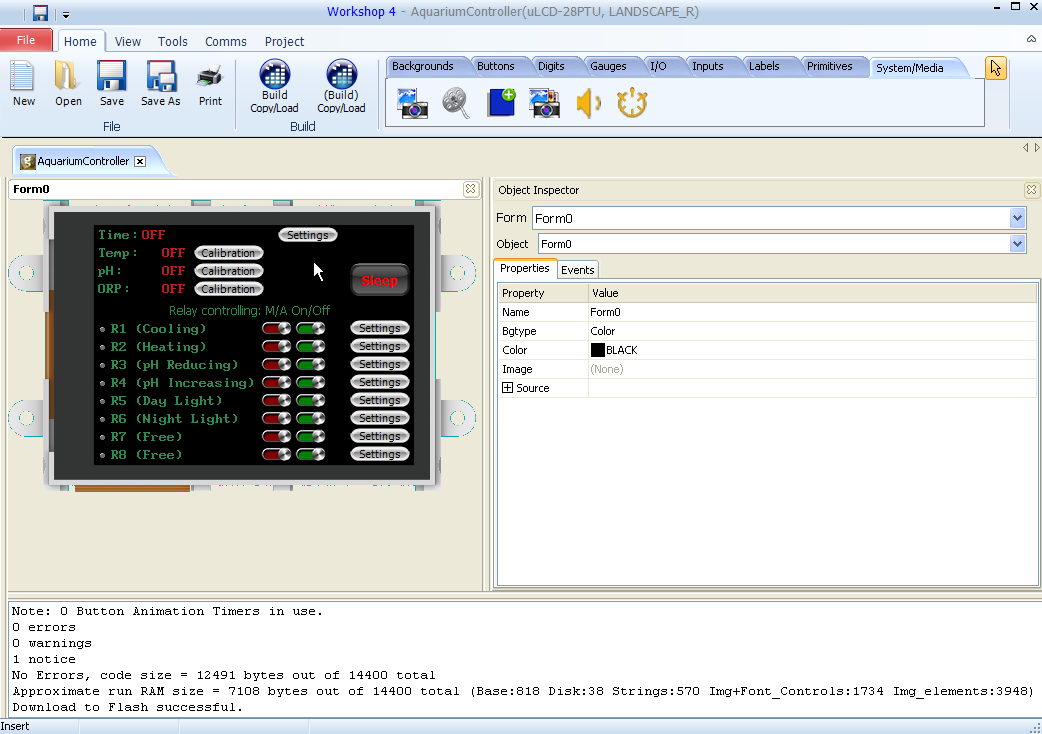 Workshop 4 - AquariumController(uLCD-28PTU, LANDSCAPE_R)
File Home View Tools Comms Project
New Open Save Save As Print
File
Build Copy/Load
(Build) Copy/Load
Build
Backgrounds Buttons Digits Gauges I/O Inputs Labels Primitives System/Media
AquariumController
Form0
Time: OFF Settings
Temp: OFF Calibration
pH: OFF Calibration
ORP: OFF Calibration
Sleep
Relay controlling: M/A On/Off
R1 (Cooling) Settings
R2 (Heating) Settings
R3 (pH Reducing) Settings
R4 (pH Increasing) Settings
R5 (Day Light) Settings
R6 (Night Light) Settings
R7 (Free) Settings
R8 (Free) Settings
Object Inspector
Form Form0
Object Form0
Properties Events
Property Value
Name Form0
Bgtype Color
Color BLACK
Image (None)
Source
Note: 0 Button Animation Timers in use.
0 errors
0 warnings
1 notice
No Errors, code size = 12491 bytes out of 14400 total
Approximate run RAM size = 7108 bytes out of 14400 total (Base:818 Disk:38 Strings:570 Img+Font_Controls:1734 Img_elements:3948)
Download to Flash successful.
Insert